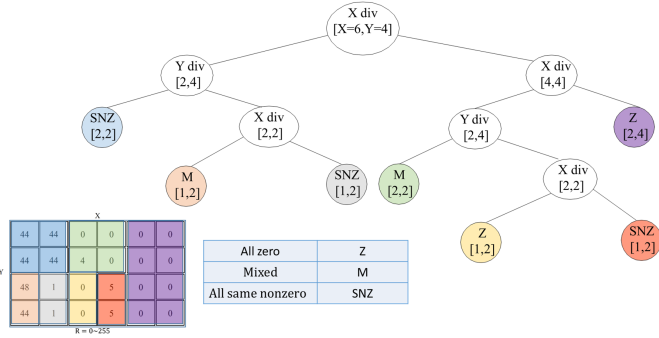 X div
[X=6,Y=4]
Y div
[2,4]
X div
[4,4]
SNZ
[2,2]
X div
[2,2]
Y div
[2,4]
Z
[2,4]
M
[1,2]
SNZ
[1,2]
M
[2,2]
X div
[2,2]
Z
[1,2]
SNZ
[1,2]
X
Y
44 44 0 0 0 0
44 44 4 0 0 0
48 1 0 5 0 0
44 1 0 5 0 0
R = 0~255
All zero Z
Mixed M
All same nonzero SNZ